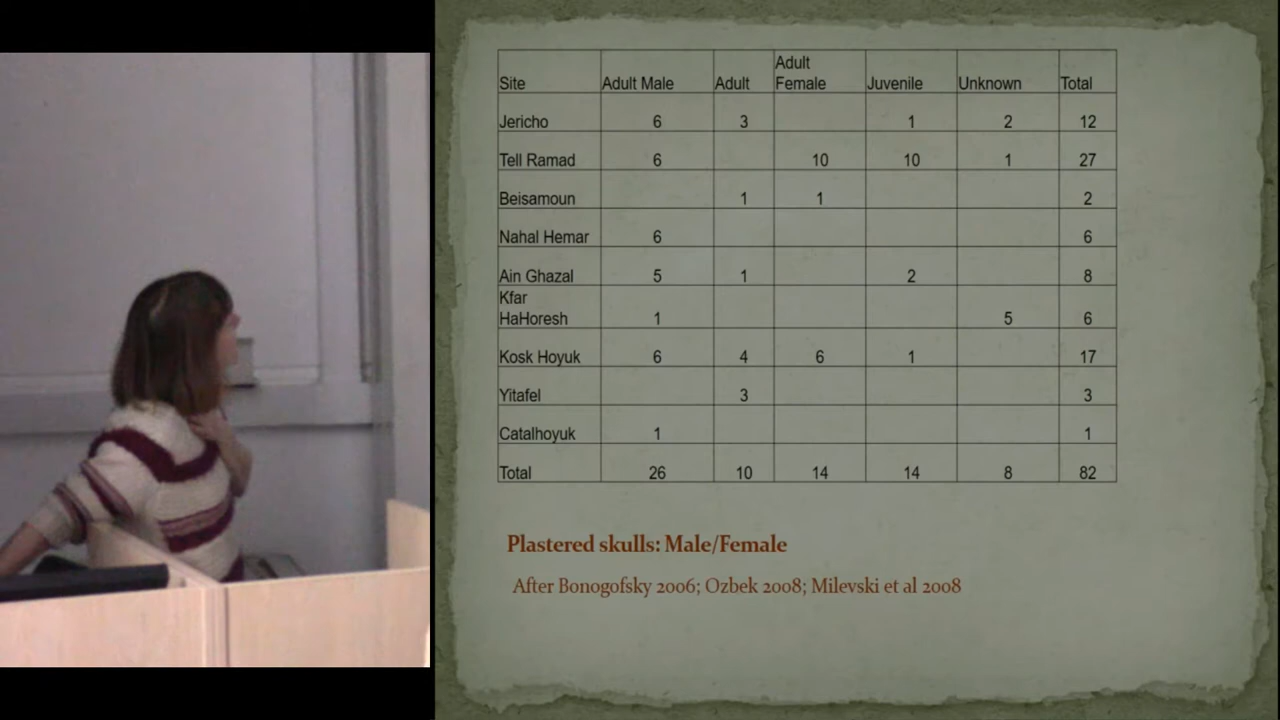 Site Adult Male Adult Adult Female Juvenile Unknown Total
Jericho 6 3 1 2 12
Tell Ramad 6 10 10 1 27
Beisamoun 1 1 2
Nahal Hemar 6 6
Ain Ghazal 5 1 2 8
Kfar HaHoresh 1 5 6
Kosk Hoyuk 6 4 6 1 17
Yitafel 3 3
Catalhoyuk 1 1
Total 26 10 14 14 8 82
Plastered skulls: Male/Female
After Bonogofsky 2006; Ozbek 2008; Milevski et al 2008